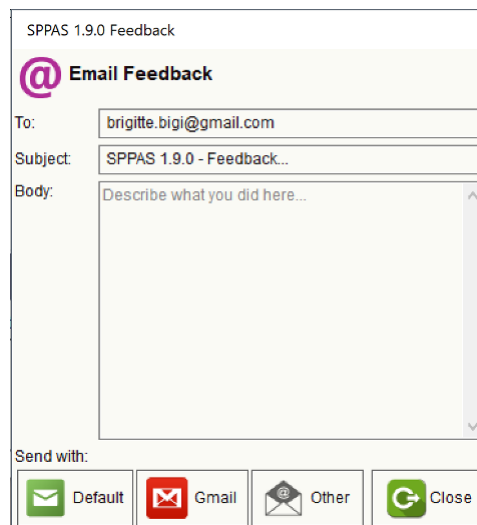 SPPAS 1.9.0 Feedback
@ Email Feedback
To: brigitte.bigi@gmail.com
Subject: SPPAS 1.9.0 - Feedback...
Body: Describe what you did here...
Send with:
Default Gmail @ Other Close